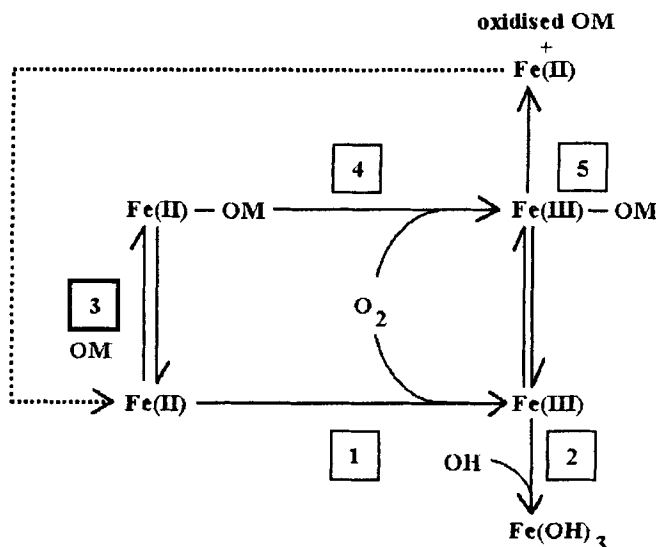 oxidised OM
+
Fe(II)
4
5
Fe(II) — OM
Fe(III) — OM
3
OM
O2
Fe(II)
Fe(III)
1
OH
2
Fe(OH)3